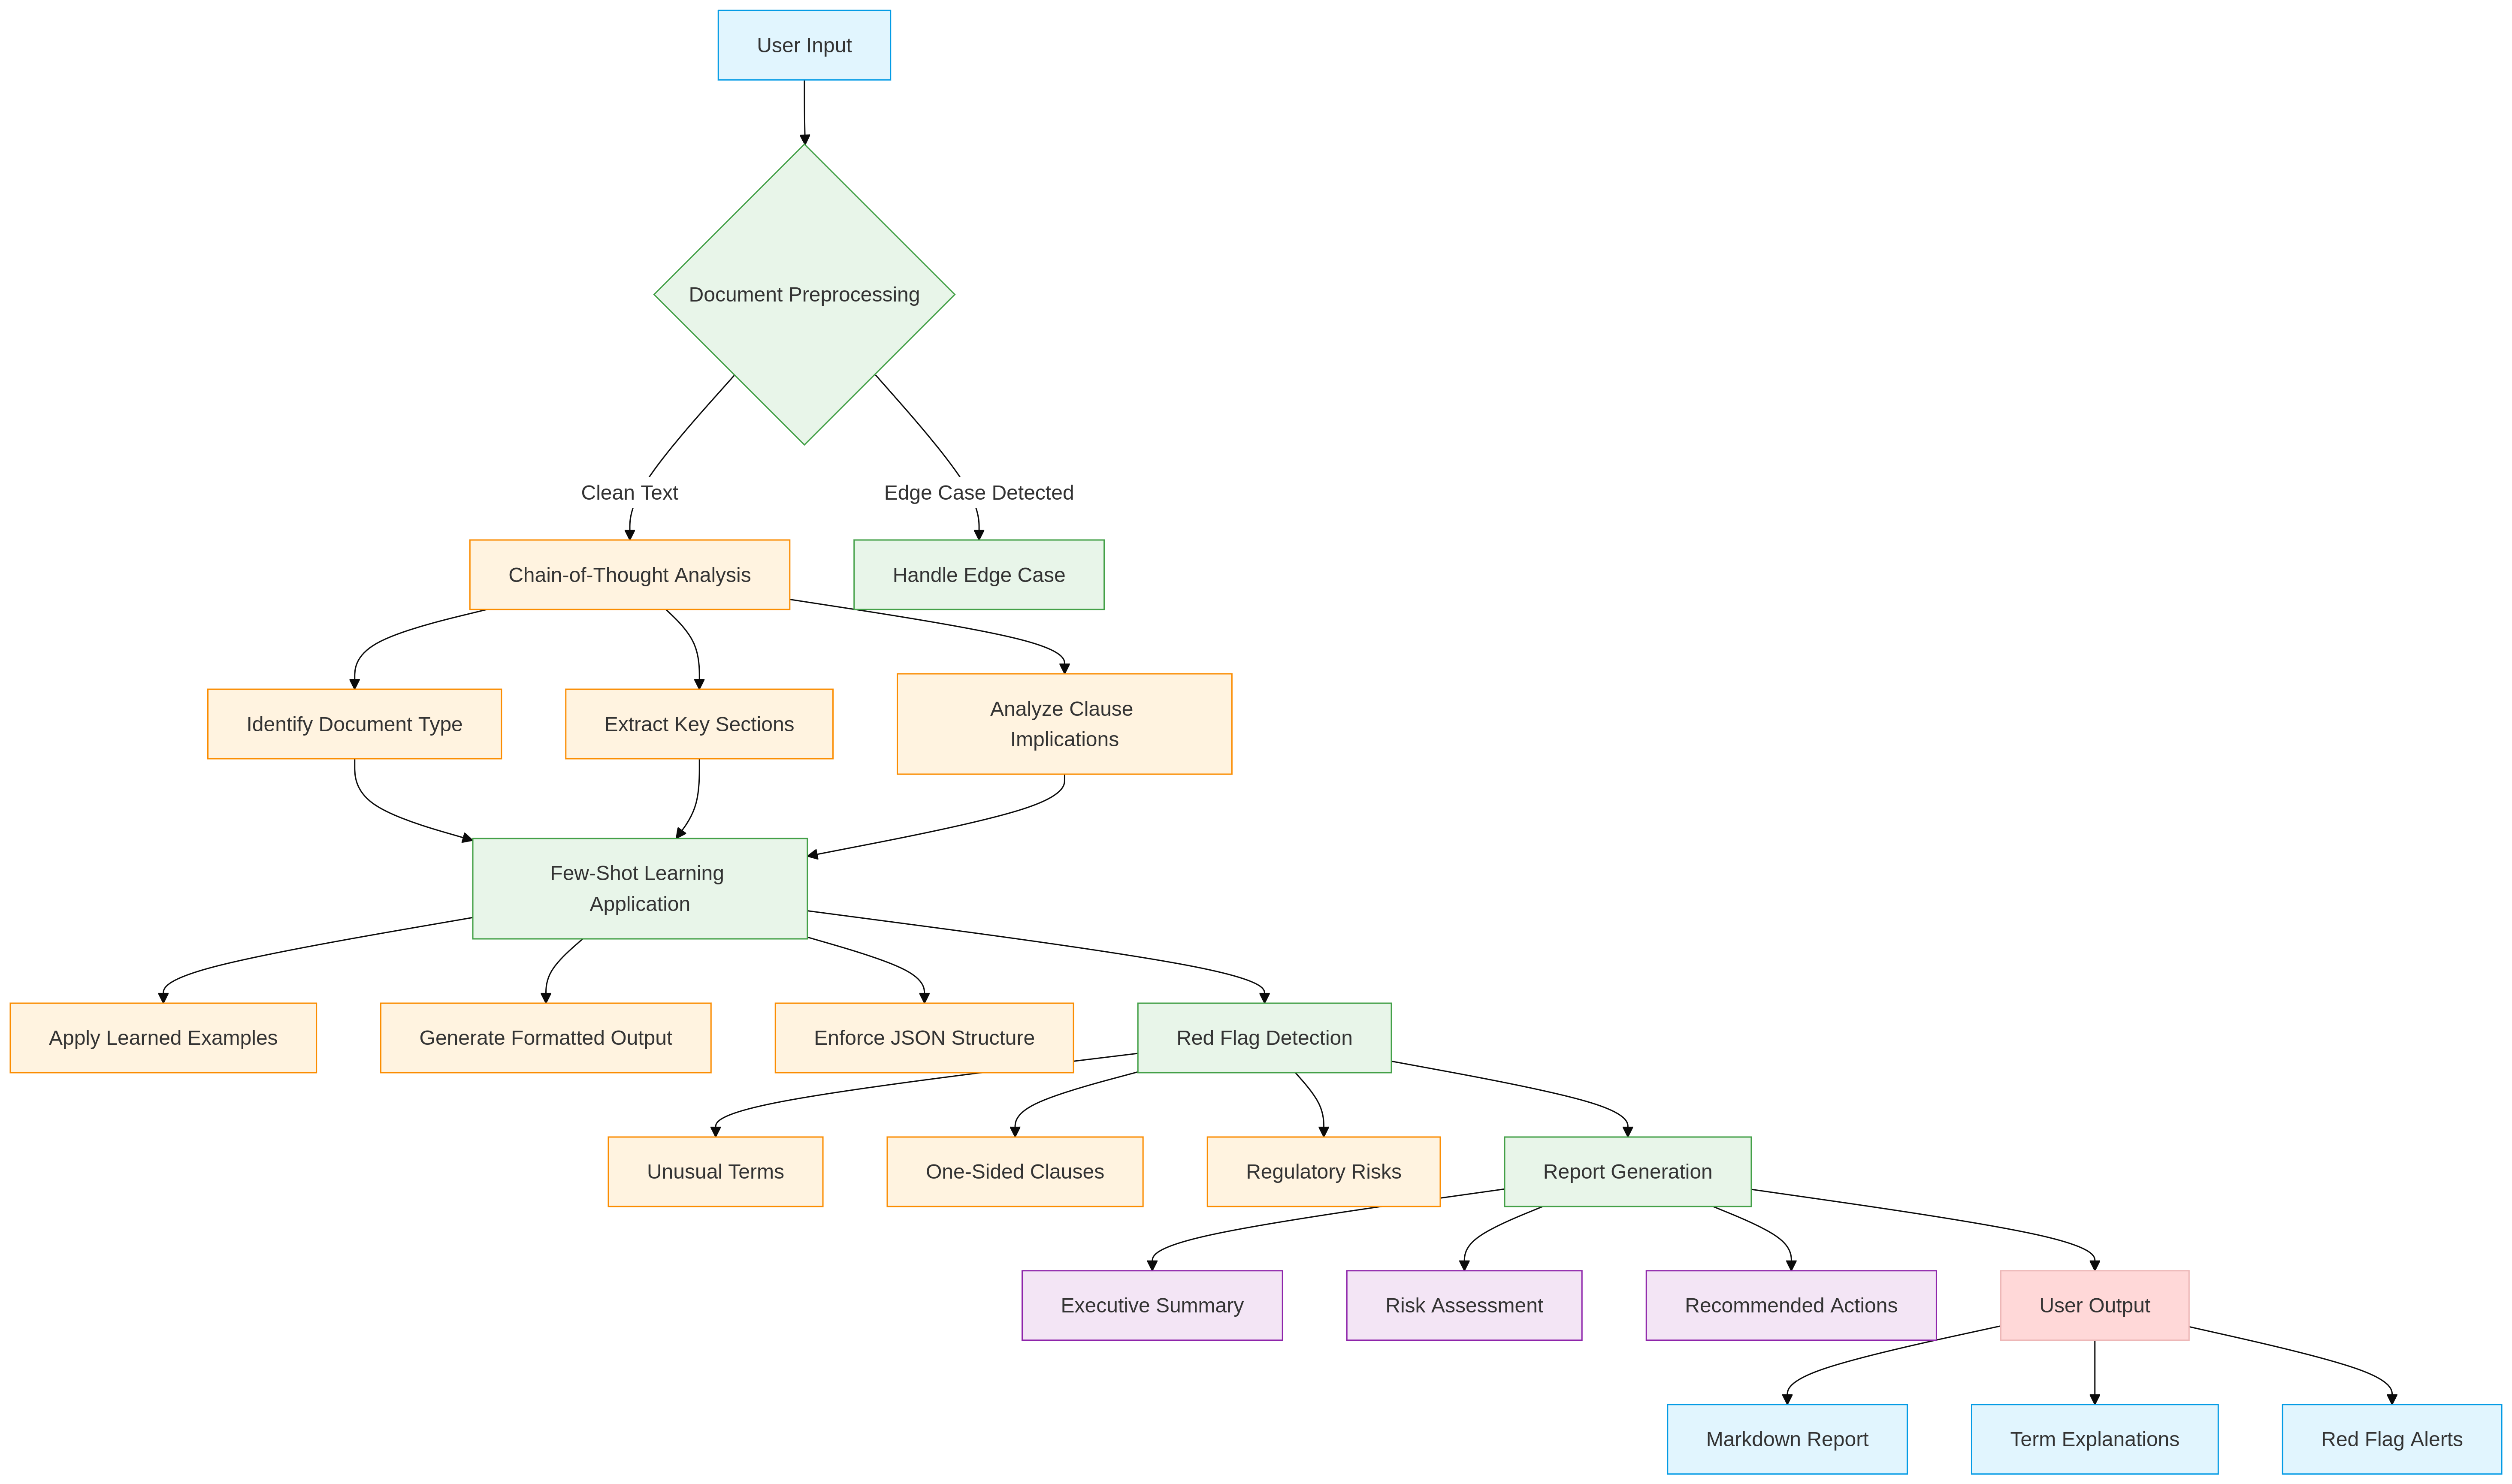 User Input
Document Preprocessing
Clean Text
Edge Case Detected
Chain-of-Thought Analysis
Handle Edge Case
Identify Document Type
Extract Key Sections
Analyze Clause
Implications
Few-Shot Learning
Application
Apply Learned Examples
Generate Formatted Output
Enforce JSON Structure
Red Flag Detection
Unusual Terms
One-Sided Clauses
Regulatory Risks
Report Generation
Executive Summary
Risk Assessment
Recommended Actions
User Output
Markdown Report
Term Explanations
Red Flag Alerts